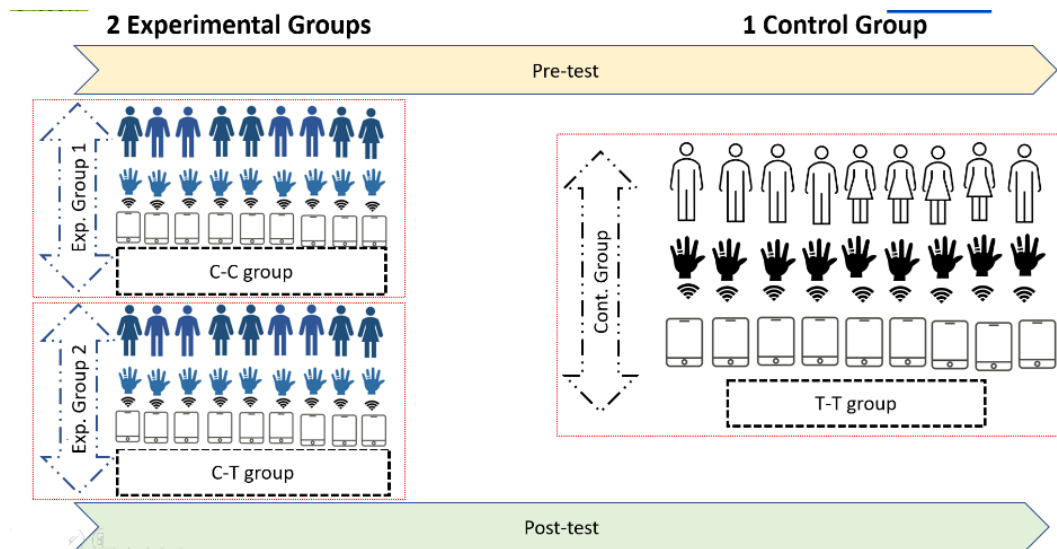 2 Experimental Groups
1 Control Group
Pre-test
Exp. Group 1
C-C group
Exp. Group 2
C-T group
Cont. Group
T-T group
Post-test